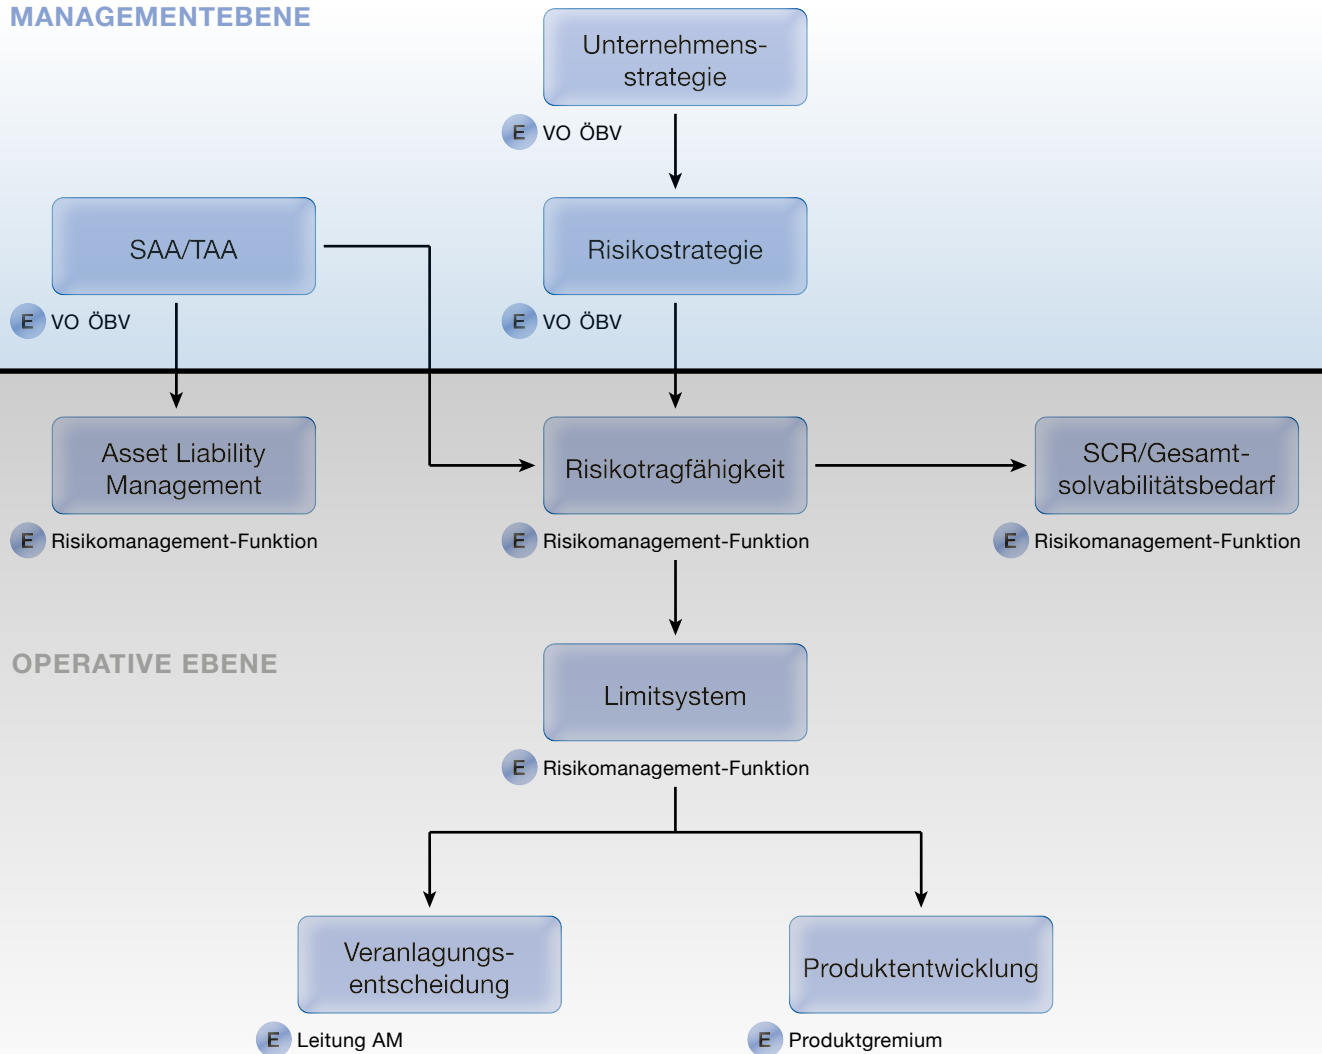 MANAGEMENTEBENE
Unternehmens-
strategie
E VO ÖBV
SAA/TAA
Risikostrategie
E VO ÖBV
E VO ÖBV
Asset Liability
Management
Risikotragfähigkeit
SCR/Gesamt-
solvabilitätsbedarf
E Risikomanagement-Funktion
E Risikomanagement-Funktion
E Risikomanagement-Funktion
OPERATIVE EBENE
Limitsystem
E Risikomanagement-Funktion
Veranlagungs-
entscheidung
Produktentwicklung
E Leitung AM
E Produktgremium